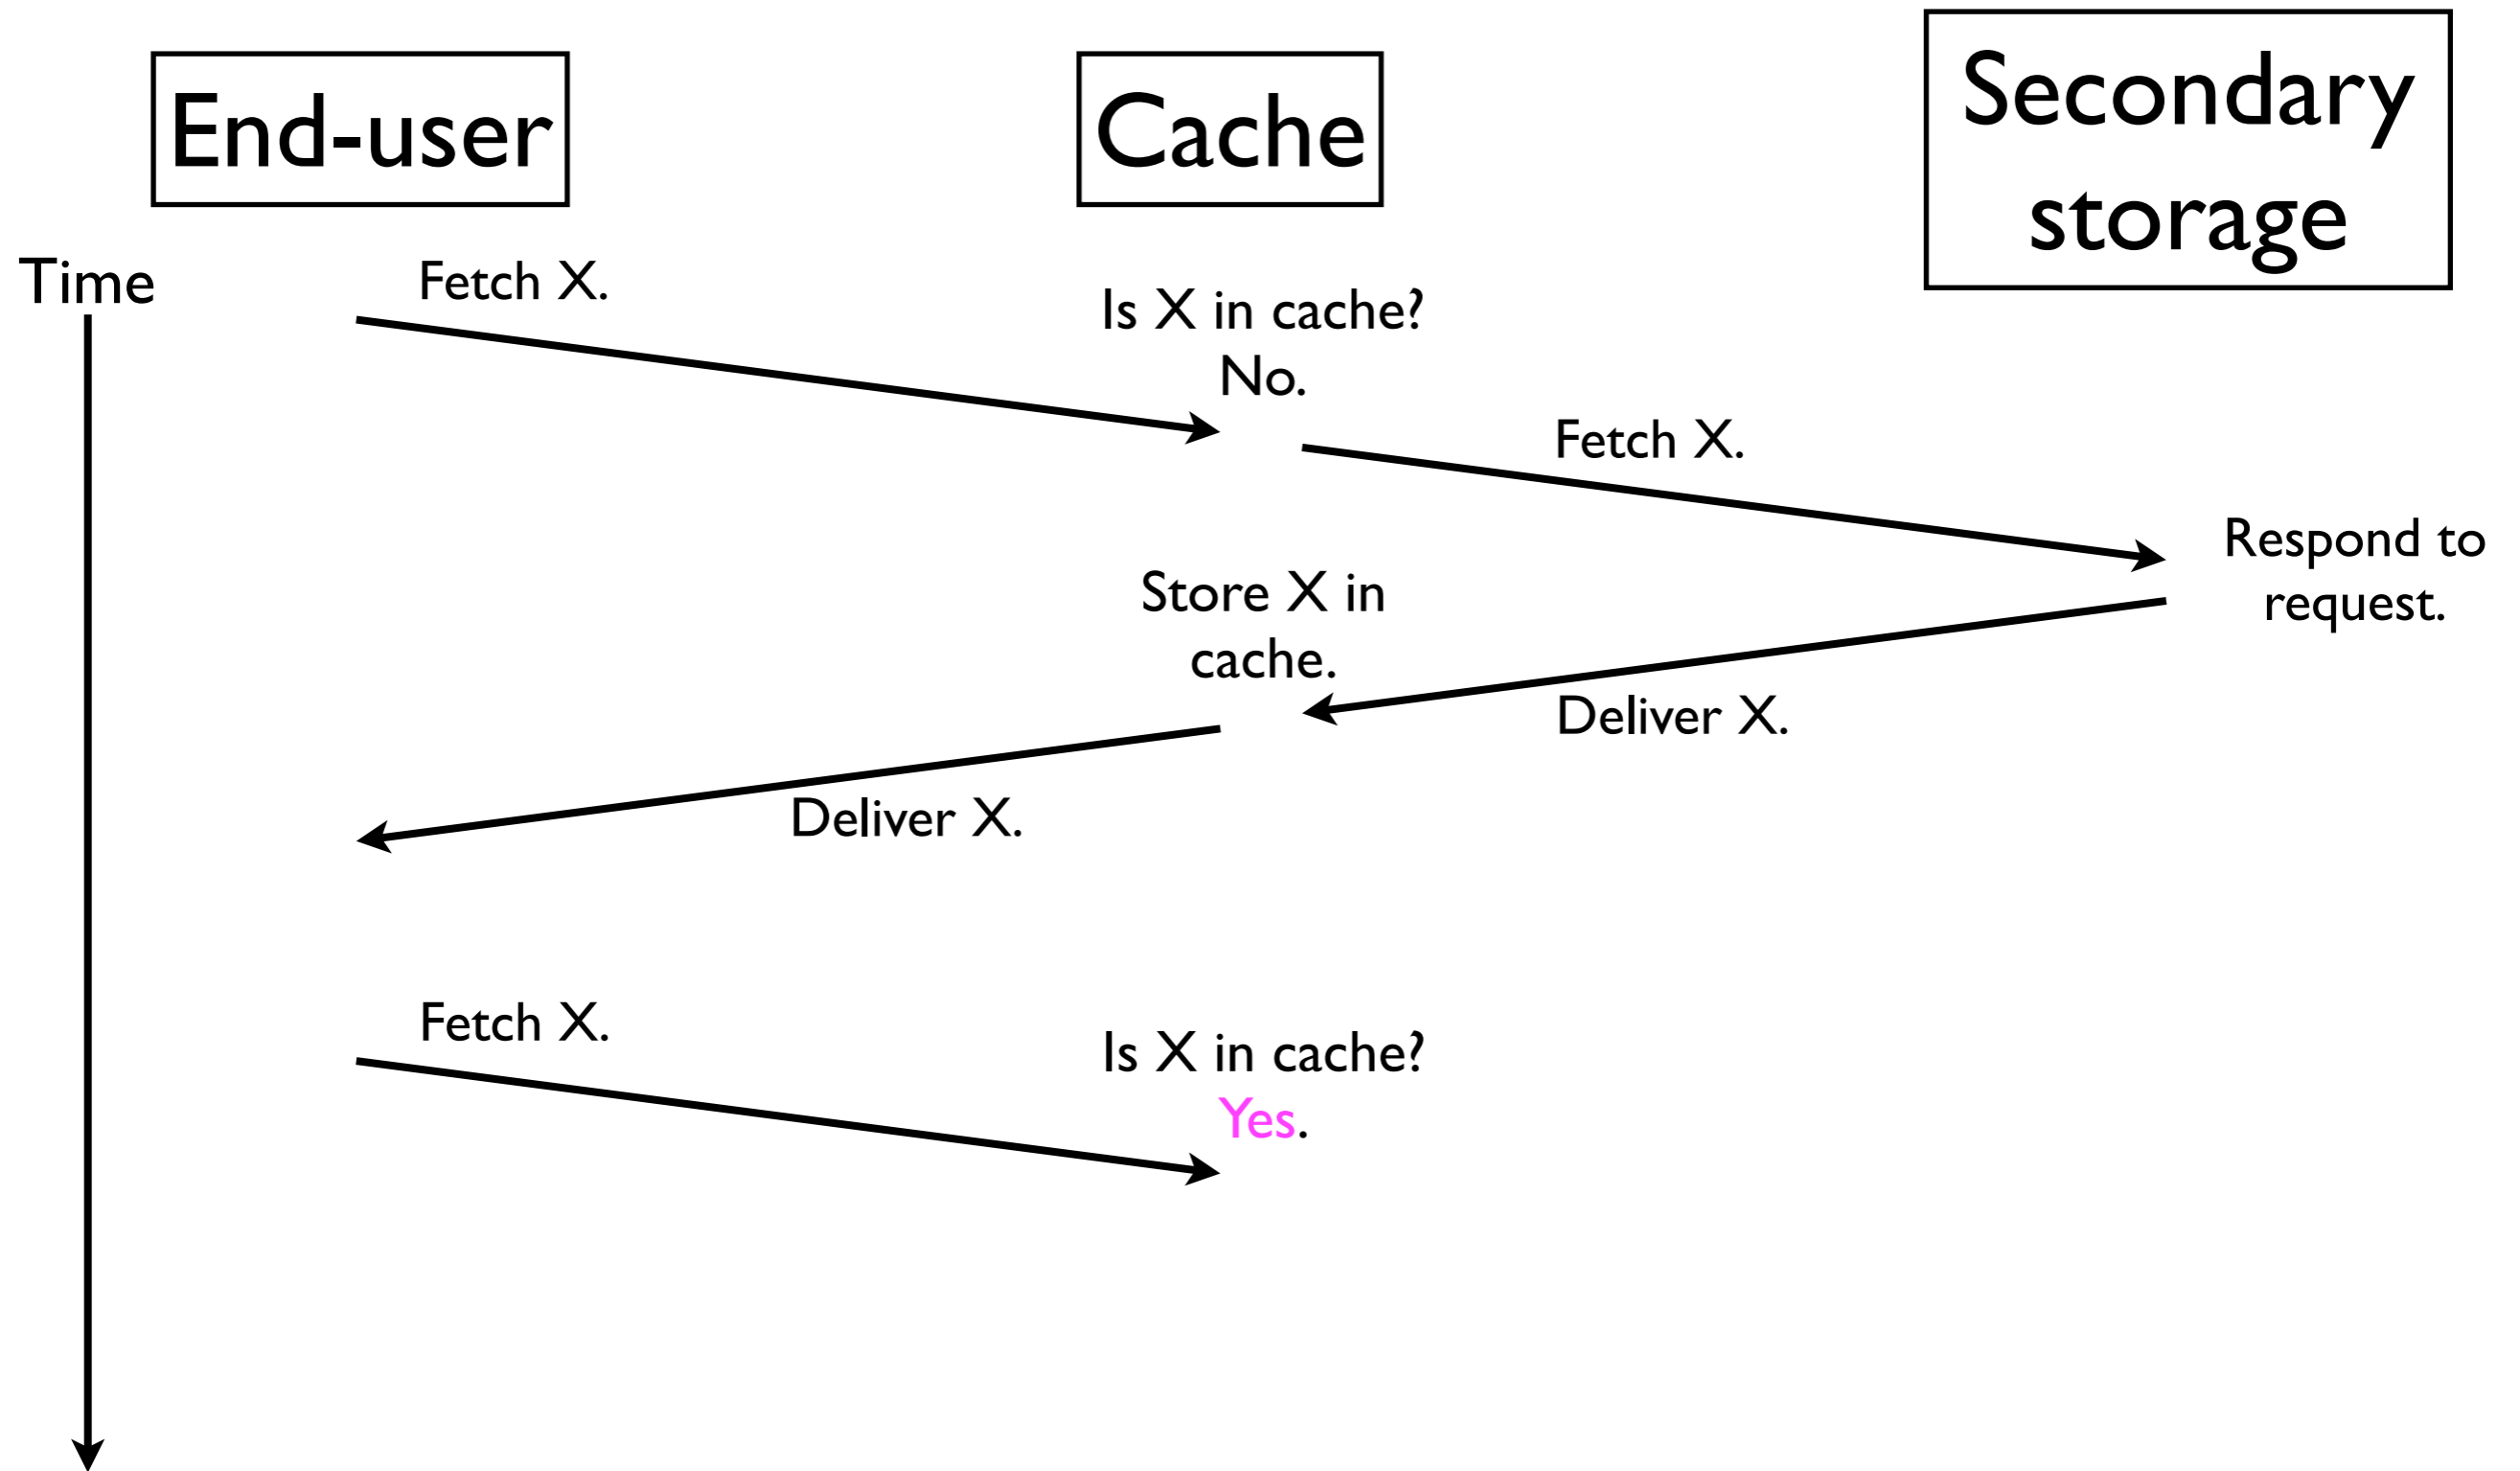 End-user
Cache
Secondary
storage
Time
Fetch X.
Is X in cache?
No.
Fetch X.
Respond to
request.
Store X in
cache.
Deliver X.
Deliver X.
Fetch X.
Is X in cache?
Yes.